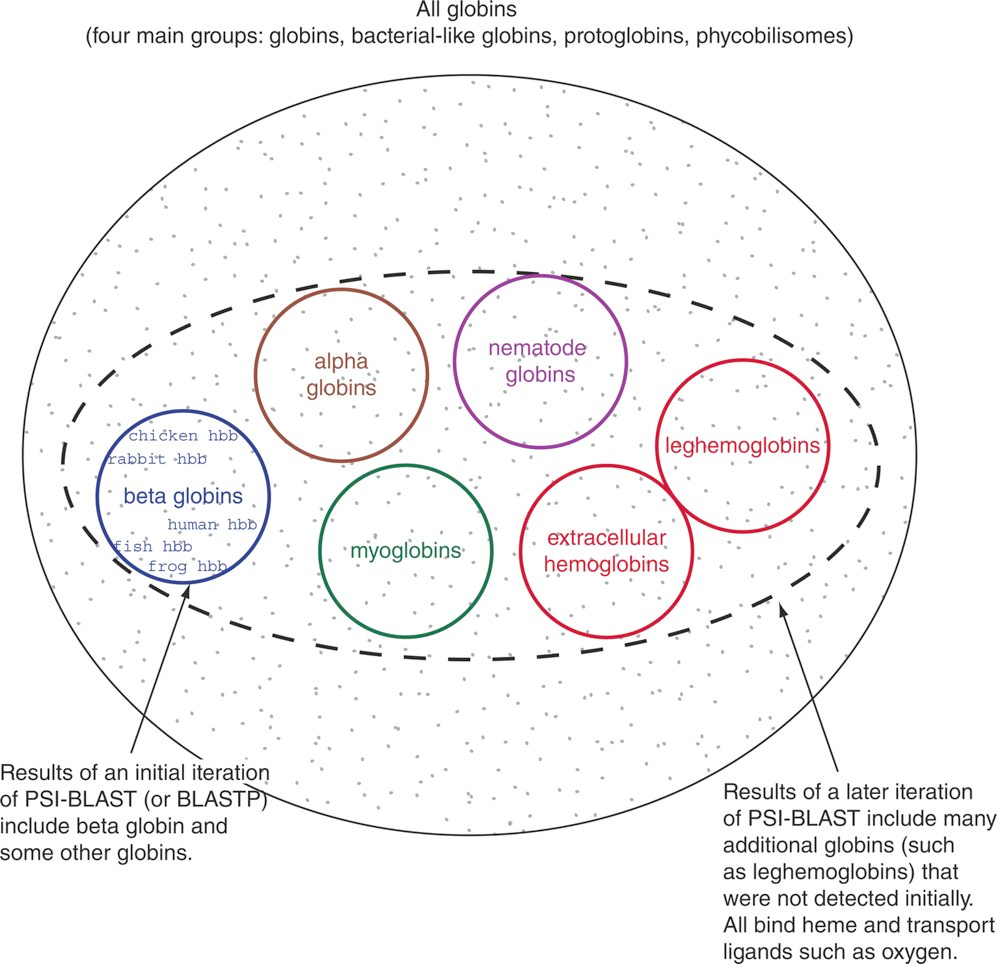 All globins
(four main groups: globins, bacterial-like globins, protoglobins, phycobilisomes)
alpha
globins
nematode
globins
leghemoglobins
chicken hbb
rabbit hbb
beta globins
human hbb
fish hbb
frog hbb
myoglobins
extracellular
hemoglobins
Results of an initial iteration
of PSI-BLAST (or BLASTP)
include beta globin and
some other globins.
Results of a later iteration
of PSI-BLAST include many
additional globins (such
as leghemoglobins) that
were not detected initially.
All bind heme and transport
ligands such as oxygen.